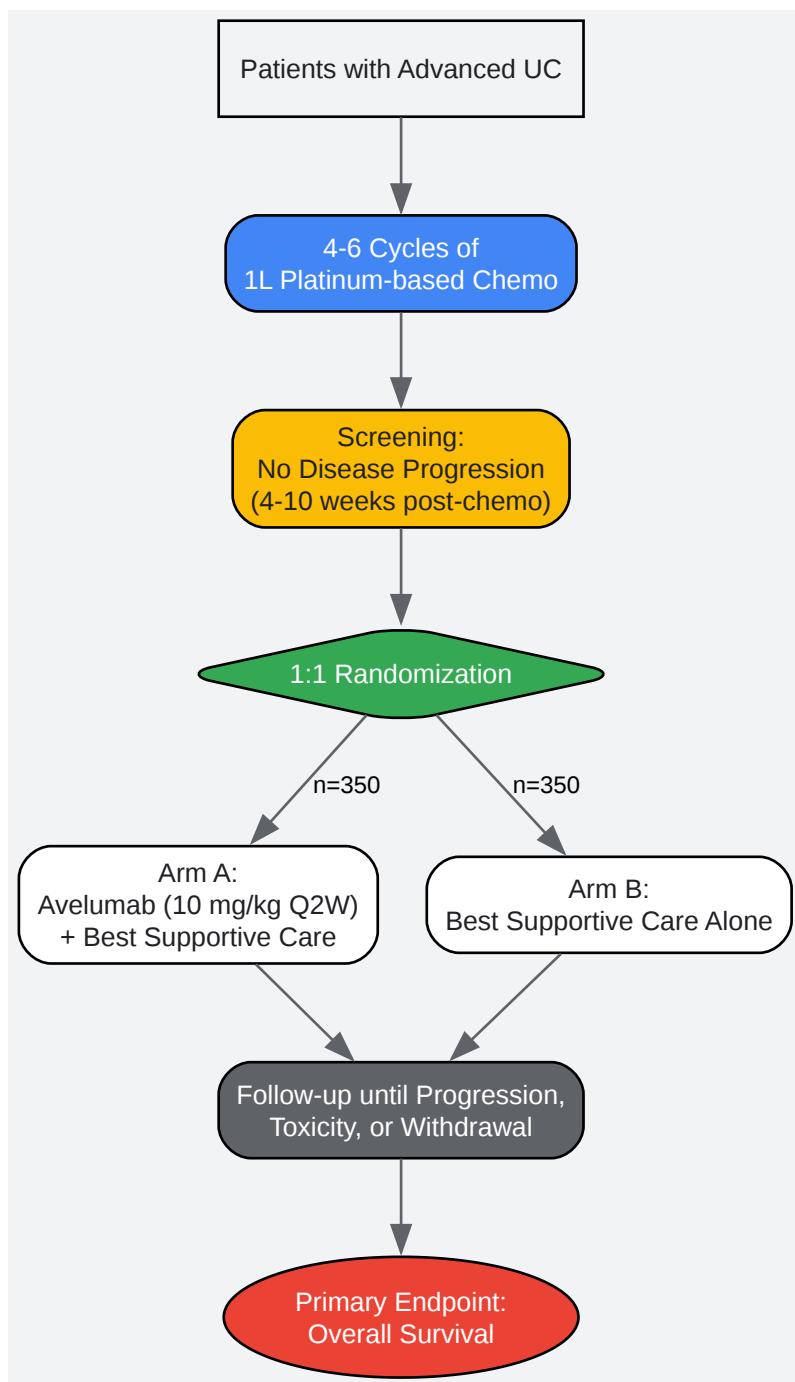 Patients with Advanced UC
4-6 Cycles of
1L Platinum-based Chemo
Screening:
No Disease Progression
(4-10 weeks post-chemo)
1:1 Randomization
n=350
n=350
Arm A:
Avelumab (10 mg/kg Q2W)
+ Best Supportive Care
Arm B:
Best Supportive Care Alone
Follow-up until Progression,
Toxicity, or Withdrawal
Primary Endpoint:
Overall Survival